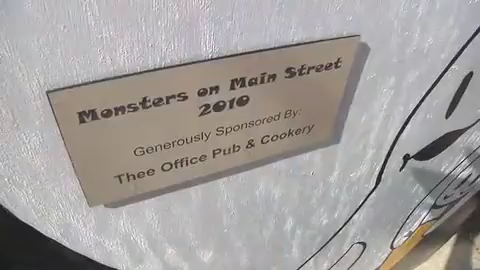 Monsters on Main Street
2010
Generously Sponsored By:
Thee Office Pub & Cookery